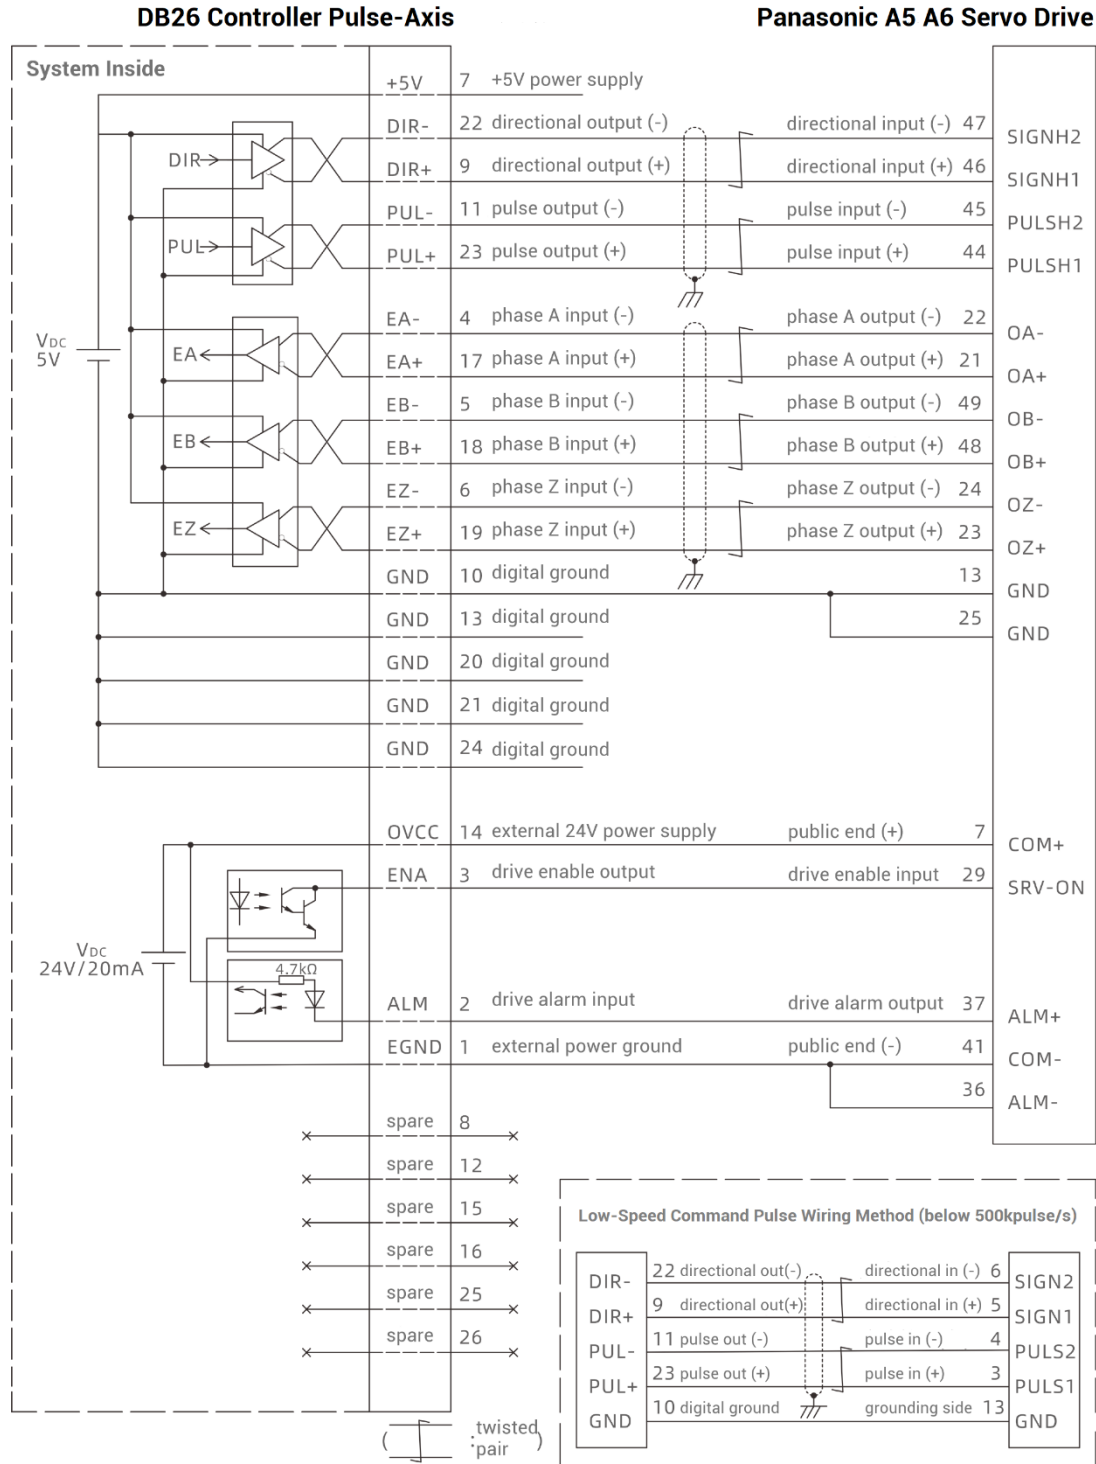 DB26 Controller Pulse-Axis Panasonic A5 A6 Servo Drive
System Inside
+5V 7 +5V power supply
DIR- 22 directional output (-) directional input (-) 47 SIGNH2
DIR
DIR+ 9 directional output (+) directional input (+) 46 SIGNH1
PUL- 11 pulse output (-) pulse input (-) 45 PULSH2
PUL
PUL+ 23 pulse output (+) pulse input (+) 44 PULSH1
EA- 4 phase A input (-) phase A output (-) 22 OA-
VDC
5V
EA
EA+ 17 phase A input (+) phase A output (+) 21 OA+
EB- 5 phase B input (-) phase B output (-) 49 OB-
EB
EB+ 18 phase B input (+) phase B output (+) 48 OB+
EZ- 6 phase Z input (-) phase Z output (-) 24 OZ-
EZ
EZ+ 19 phase Z input (+) phase Z output (+) 23 OZ+
GND 10 digital ground 13 GND
GND 13 digital ground 25 GND
GND 20 digital ground
GND 21 digital ground
GND 24 digital ground
OVCC 14 external 24V power supply public end (+) 7 COM+
ENA 3 drive enable output drive enable input 29 SRV-ON
VDC
24V/20mA
4.7kΩ
ALM 2 drive alarm input drive alarm output 37 ALM+
EGND 1 external power ground public end (-) 41 COM-
36 ALM-
spare 8
spare 12
spare 15
spare 16
spare 25
spare 26
Low-Speed Command Pulse Wiring Method (below 500kpulse/s)
DIR- 22 directional out(-) directional in (-) 6 SIGN2
DIR+ 9 directional out(+) directional in (+) 5 SIGN1
PUL- 11 pulse out (-) pulse in (-) 4 PULS2
PUL+ 23 pulse out (+) pulse in (+) 3 PULS1
GND 10 digital ground grounding side 13 GND
( : twisted
pair )